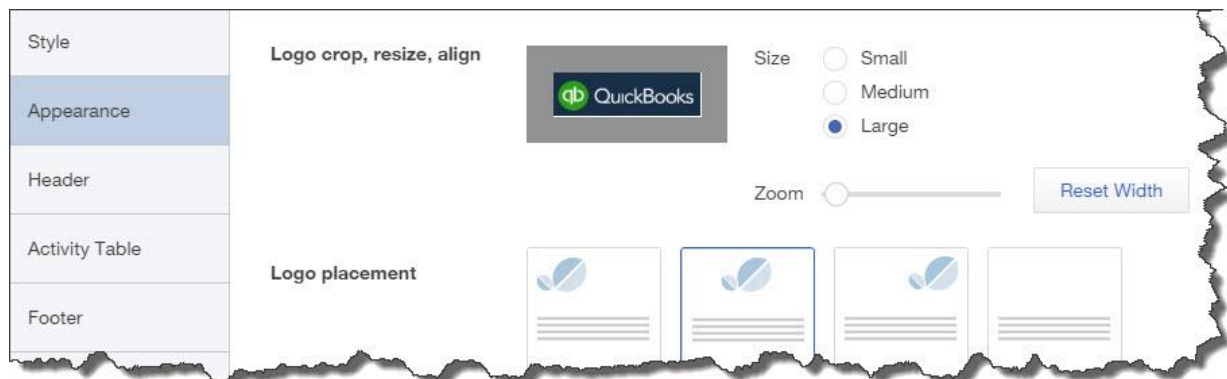 Style
Appearance
Header
Activity Table
Footer
Logo crop, resize, align
qb QuickBooks
Size
Small
Medium
Large
Zoom
Reset Width
Logo placement